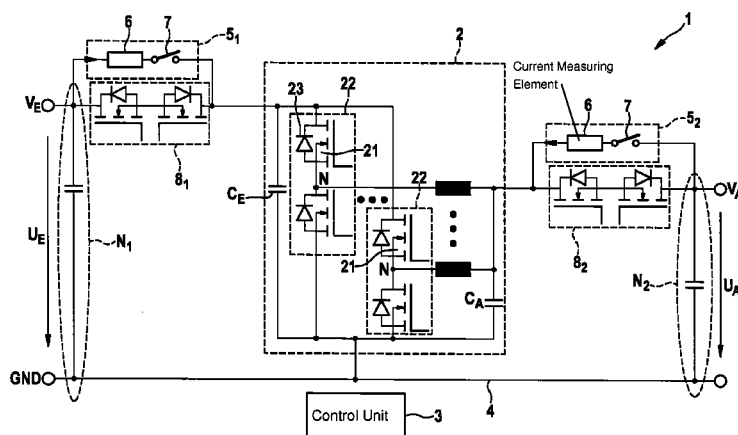 1
2
6
7
5₁
Current Measuring
Element
22
23
6
7
5₂
V_E
21
8₁
N
C_E
22
V_A
8₂
U_E
N₁
21
N
C_A
N₂
U_A
GND
4
Control Unit
3